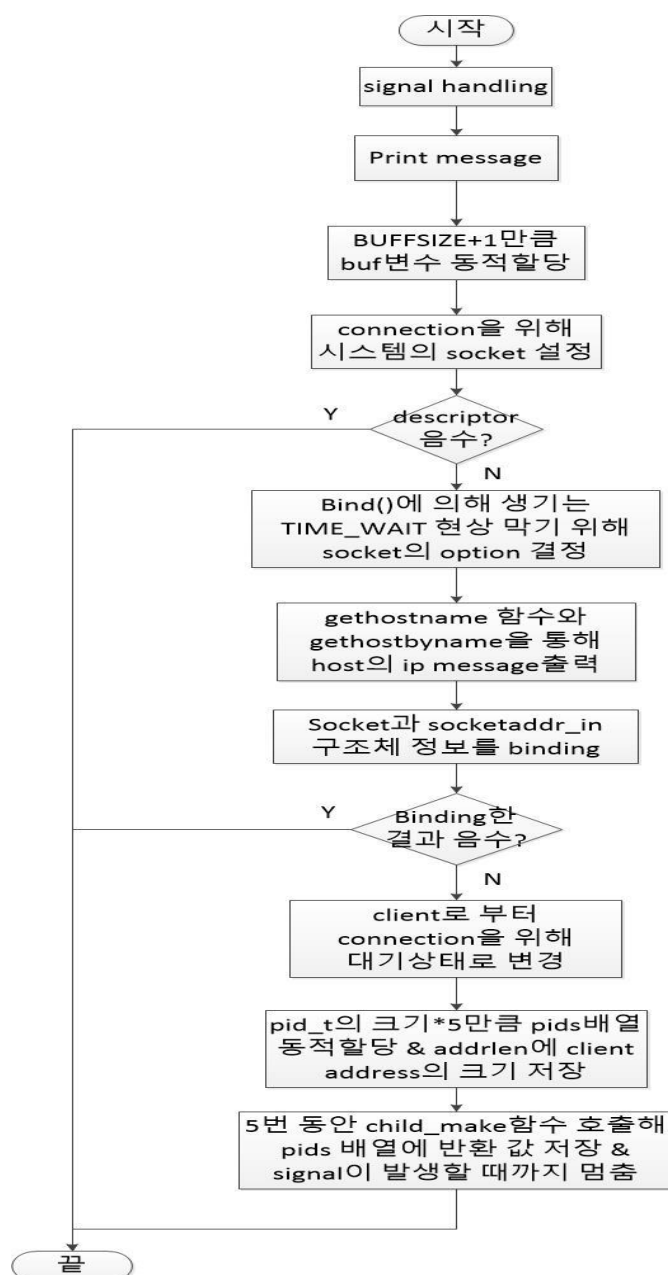 시작
signal handling
Print message
BUFFSIZE+1만큼
buf변수 동적할당
connection을 위해
시스템의 socket 설정
Y
descriptor
음수?
N
Bind()에 의해 생기는
TIME_WAIT 현상 막기 위해
socket의 option 결정
gethostname 함수와
gethostbyname을 통해
host의 ip message출력
Socket과 socketaddr_in
구조체 정보를 binding
Y
Binding한
결과 음수?
N
client로 부터
connection을 위해
대기상태로 변경
pid_t의 크기*5만큼 pids배열
동적할당 & addrlen에 client
address의 크기 저장
5번 동안 child_make함수 호출해
pids 배열에 반환 값 저장 &
signal이 발생할 때까지 멈춤
끝